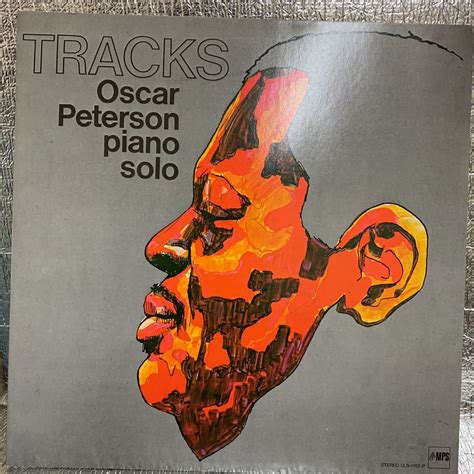 TRACKS
Oscar
Peterson
piano
solo
MPS